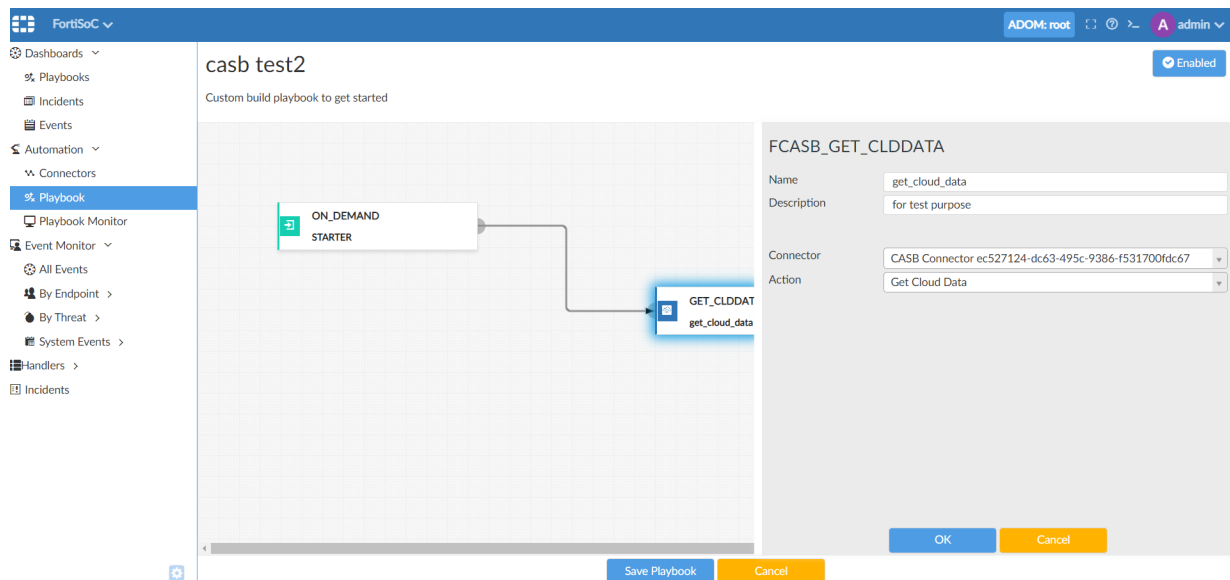 FortiSoC
ADOM: root
A
admin
Dashboards
Playbooks
Incidents
Events
Automation
Connectors
Playbook
Playbook Monitor
Event Monitor
All Events
By Endpoint
By Threat
System Events
Handlers
Incidents
casb test2
Enabled
Custom build playbook to get started
ON_DEMAND
STARTER
GET_CLDDAT
get_cloud_data
FCASB_GET_CLDDATA
Name
get_cloud_data
Description
for test purpose
Connector
CASB Connector ec527124-dc63-495c-9386-f531700fdc67
Action
Get Cloud Data
OK
Cancel
Save Playbook
Cancel